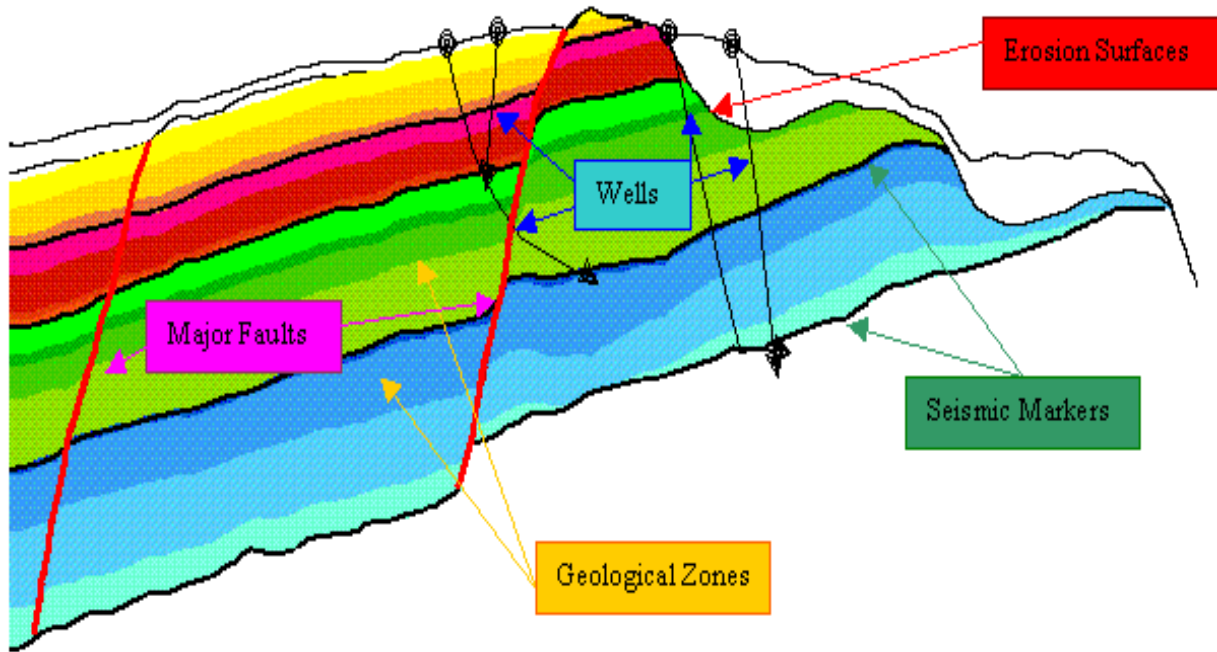 Erosion Surfaces
Wells
Major Faults
Seismic Markers
Geological Zones